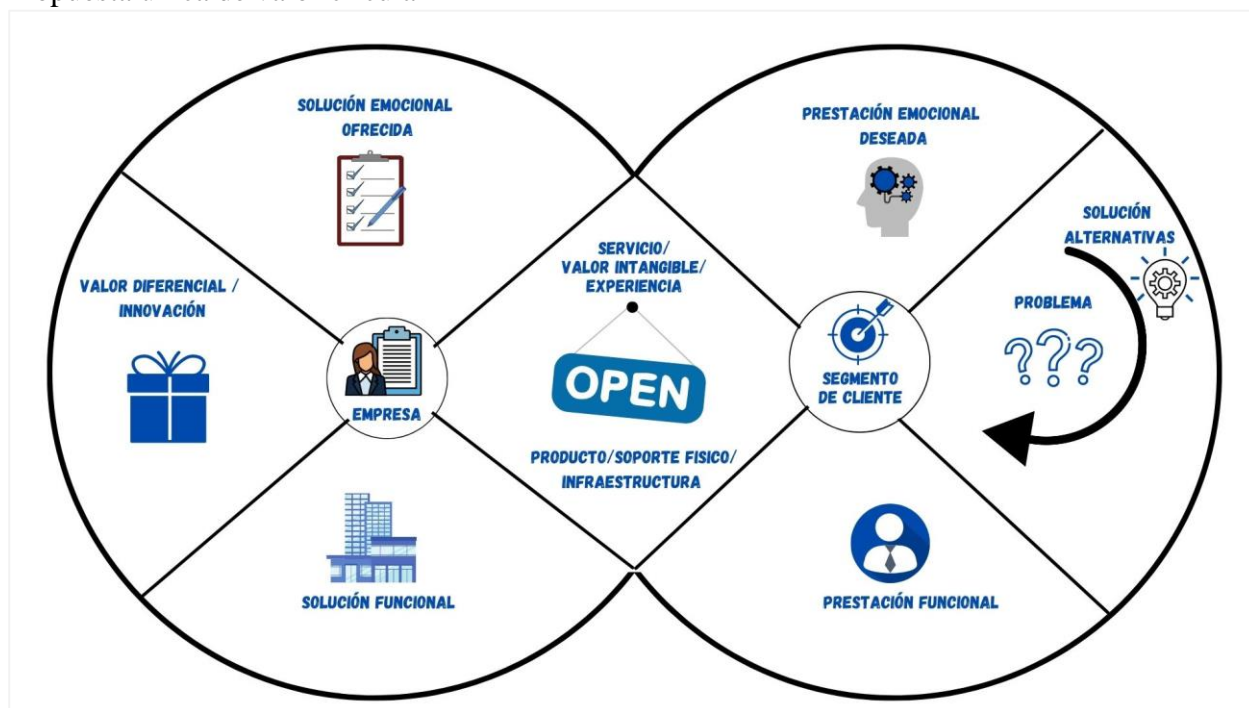 SOLUCIÓN EMOCIONAL
OFRECIDA
PRESTACIÓN EMOCIONAL
DESEADA
SOLUCIÓN
ALTERNATIVAS
VALOR DIFERENCIAL /
INNOVACIÓN
SERVICIO/
VALOR INTANGIBLE/
EXPERIENCIA
PROBLEMA
???
OPEN
EMPRESA
SEGMENTO
DE CLIENTE
PRODUCTO/SOPORTE FISICO/
INFRAESTRUCTURA
SOLUCIÓN FUNCIONAL
PRESTACIÓN FUNCIONAL